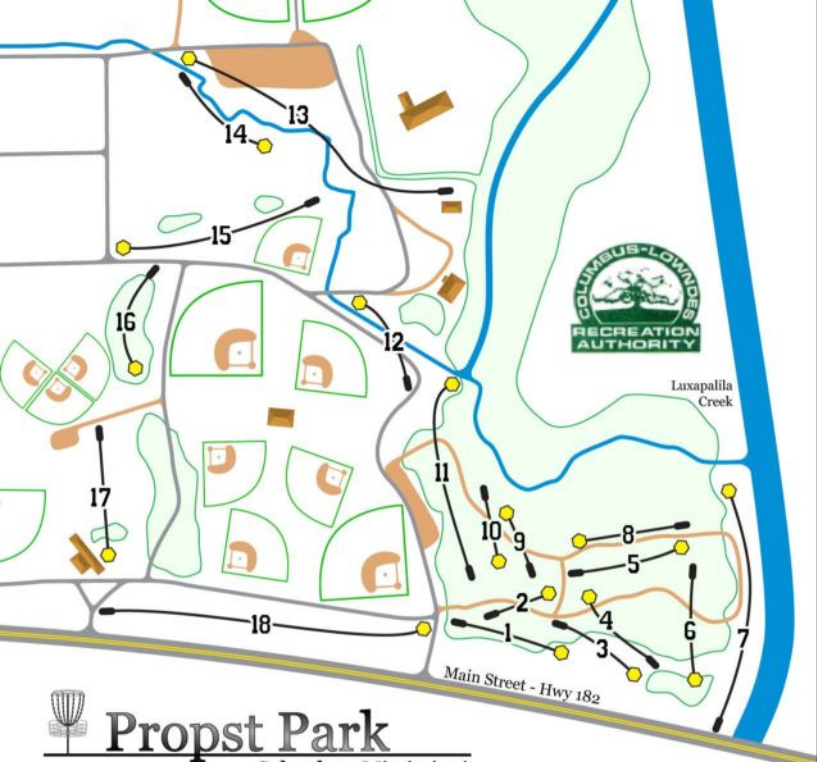 13
14
15
16
12
COLUMBUS-LOWNDES
RECREATION
AUTHORITY
Luxapalila
Creek
11
17
10
9
8
5
2
4
1
3
6
7
18
Main Street - Hwy 182
Propst Park